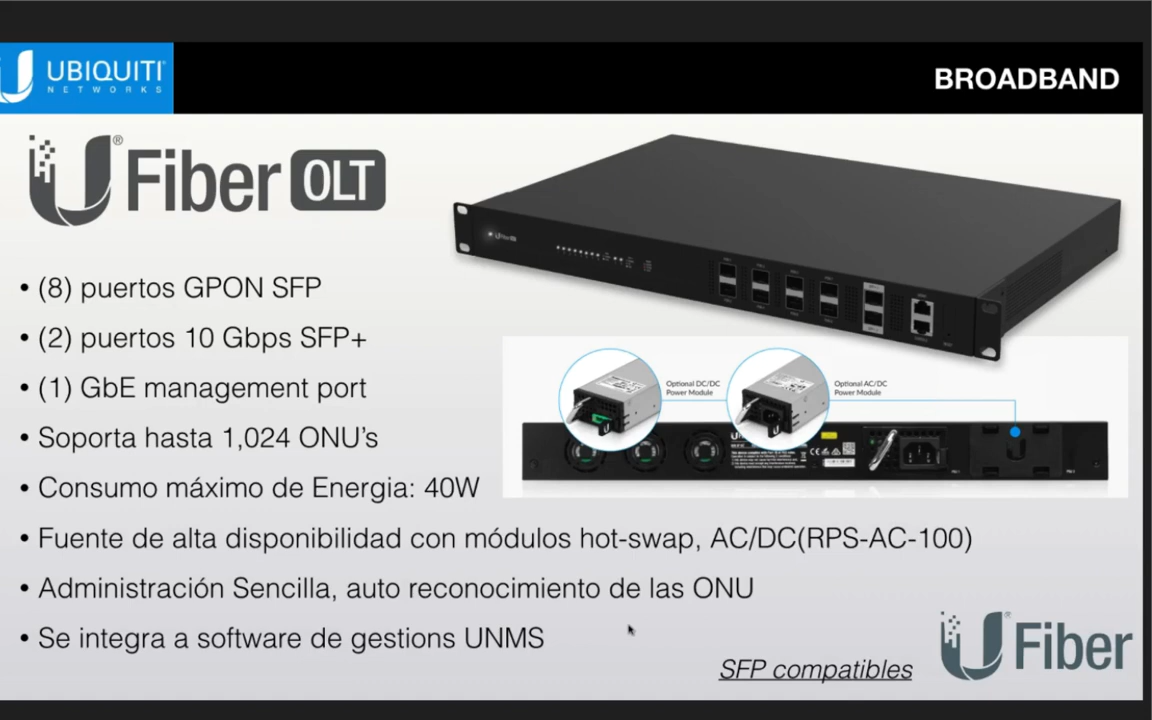 UBIQUITI
NETWORKS
BROADBAND
U® Fiber OLT
• (8) puertos GPON SFP
• (2) puertos 10 Gbps SFP+
• (1) GbE management port
• Soporta hasta 1,024 ONU’s
• Consumo máximo de Energia: 40W
• Fuente de alta disponibilidad con módulos hot-swap, AC/DC(RPS-AC-100)
• Administración Sencilla, auto reconocimiento de las ONU
• Se integra a software de gestions UNMS
Optional DC/DC
Power Module
Optional AC/DC
Power Module
SFP compatibles
U® Fiber